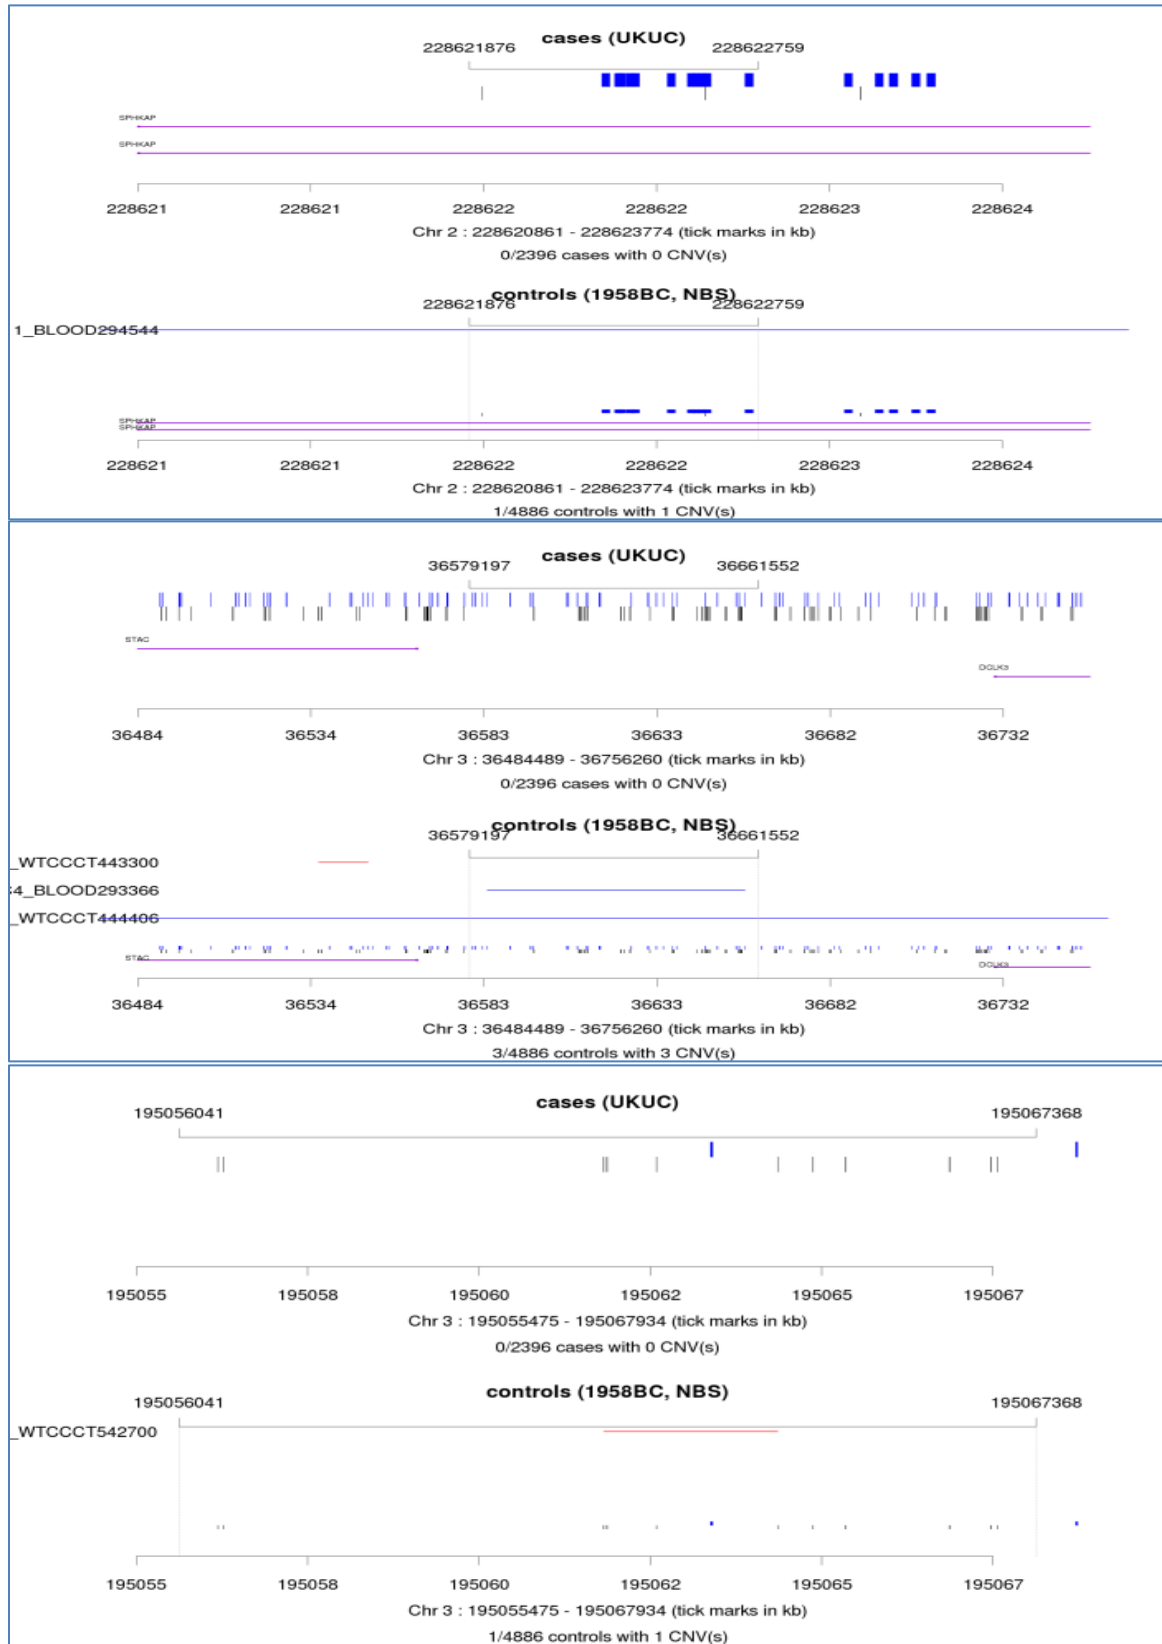 cases (UKUC)
228621876 228622759
SPHKAP
SPHKAP
228621 228621 228622 228622 228623 228624
Chr 2 : 228620861 - 228623774 (tick marks in kb)
0/2396 cases with 0 CNV(s)
controls (1958BC, NBS)
228621876 228622759
1_BLOOD294544
SPHKAP
SPHKAP
228621 228621 228622 228622 228623 228624
Chr 2 : 228620861 - 228623774 (tick marks in kb)
1/4886 controls with 1 CNV(s)
cases (UKUC)
36579197 36661552
STAC
DCLK3
36484 36534 36583 36633 36682 36732
Chr 3 : 36484489 - 36756260 (tick marks in kb)
0/2396 cases with 0 CNV(s)
controls (1958BC, NBS)
36579197 36661552
_WTCCCT443300
4_BLOOD293366
_WTCCCT444406
STAC
DCLK3
36484 36534 36583 36633 36682 36732
Chr 3 : 36484489 - 36756260 (tick marks in kb)
3/4886 controls with 3 CNV(s)
cases (UKUC)
195056041 195067368
195055 195058 195060 195062 195065 195067
Chr 3 : 195055475 - 195067934 (tick marks in kb)
0/2396 cases with 0 CNV(s)
controls (1958BC, NBS)
195056041 195067368
_WTCCCT542700
195055 195058 195060 195062 195065 195067
Chr 3 : 195055475 - 195067934 (tick marks in kb)
1/4886 controls with 1 CNV(s)